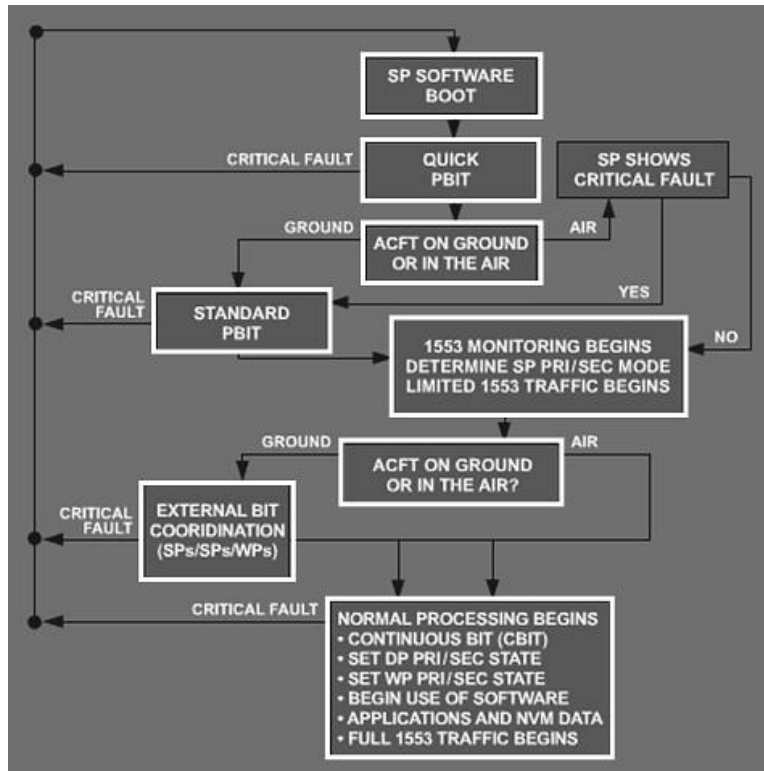 SP SOFTWARE
BOOT
CRITICAL FAULT
QUICK
PBIT
SP SHOWS
CRITICAL FAULT
GROUND
ACFT ON GROUND
OR IN THE AIR
AIR
CRITICAL
FAULT
STANDARD
PBIT
YES
NO
1553 MONITORING BEGINS
DETERMINE SP PRI/SEC MODE
LIMITED 1553 TRAFFIC BEGINS
GROUND
ACFT ON GROUND
OR IN THE AIR?
AIR
CRITICAL
FAULT
EXTERNAL BIT
COORIDINATION
(SPs/SPs/WPs)
CRITICAL FAULT
NORMAL PROCESSING BEGINS
• CONTINUOUS BIT (CBIT)
• SET DP PRI/SEC STATE
• SET WP PRI/SEC STATE
• BEGIN USE OF SOFTWARE
• APPLICATIONS AND NVM DATA
• FULL 1553 TRAFFIC BEGINS